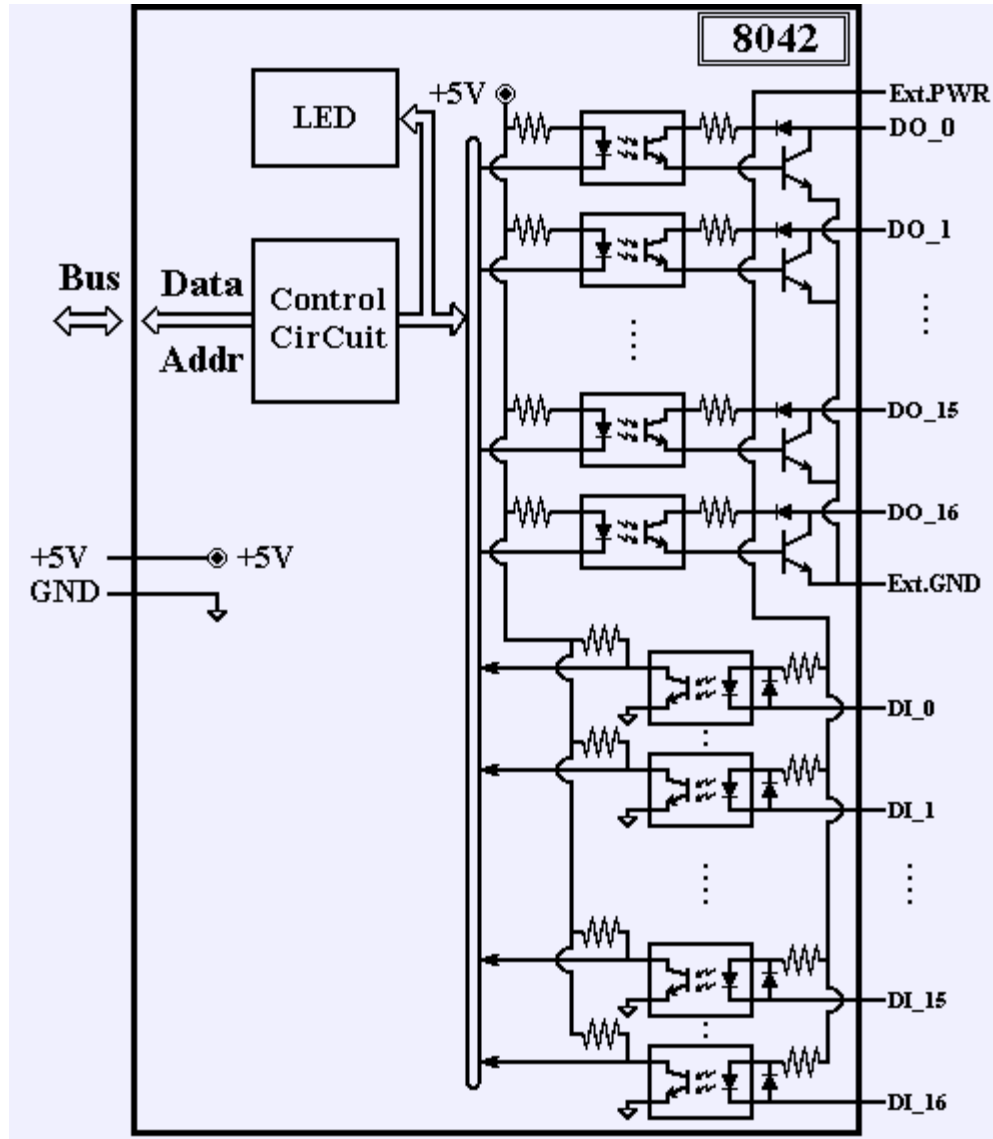 8042
+5V
Ext.PWR
DO_0
LED
DO_1
Bus
Data
Addr
Control
CirCuit
DO_15
DO_16
+5V
+5V
GND
Ext.GND
DI_0
DI_1
DI_15
DI_16